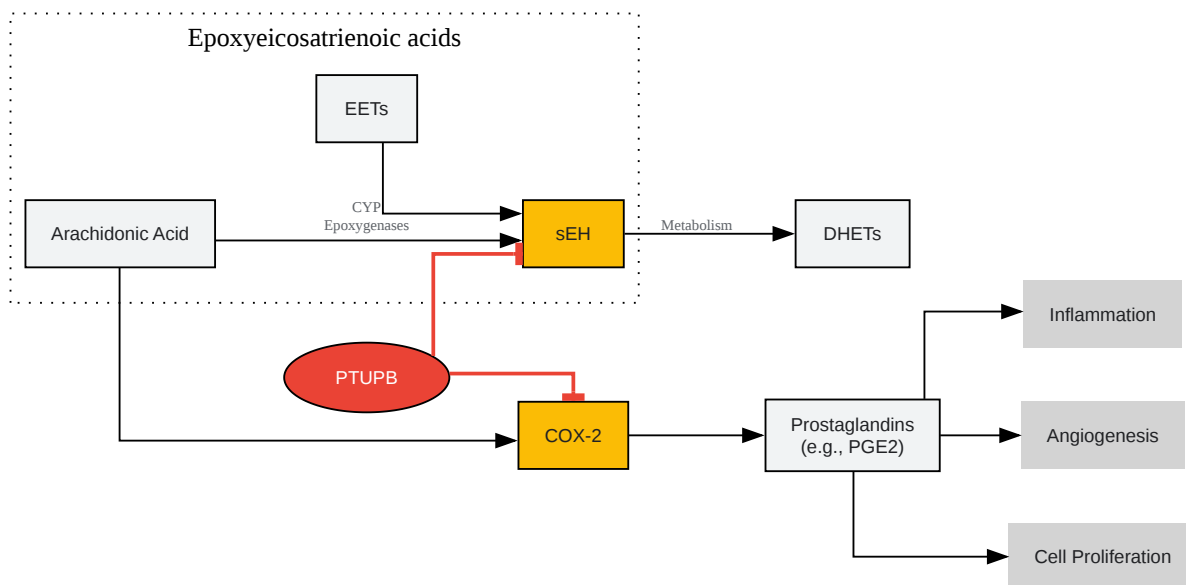 Epoxyeicosatrienoic acids
EETs
CYP
Epoxygenases
Arachidonic Acid
sEH
Metabolism
DHETs
Inflammation
PTUPB
COX-2
Prostaglandins
(e.g., PGE2)
Angiogenesis
Cell Proliferation